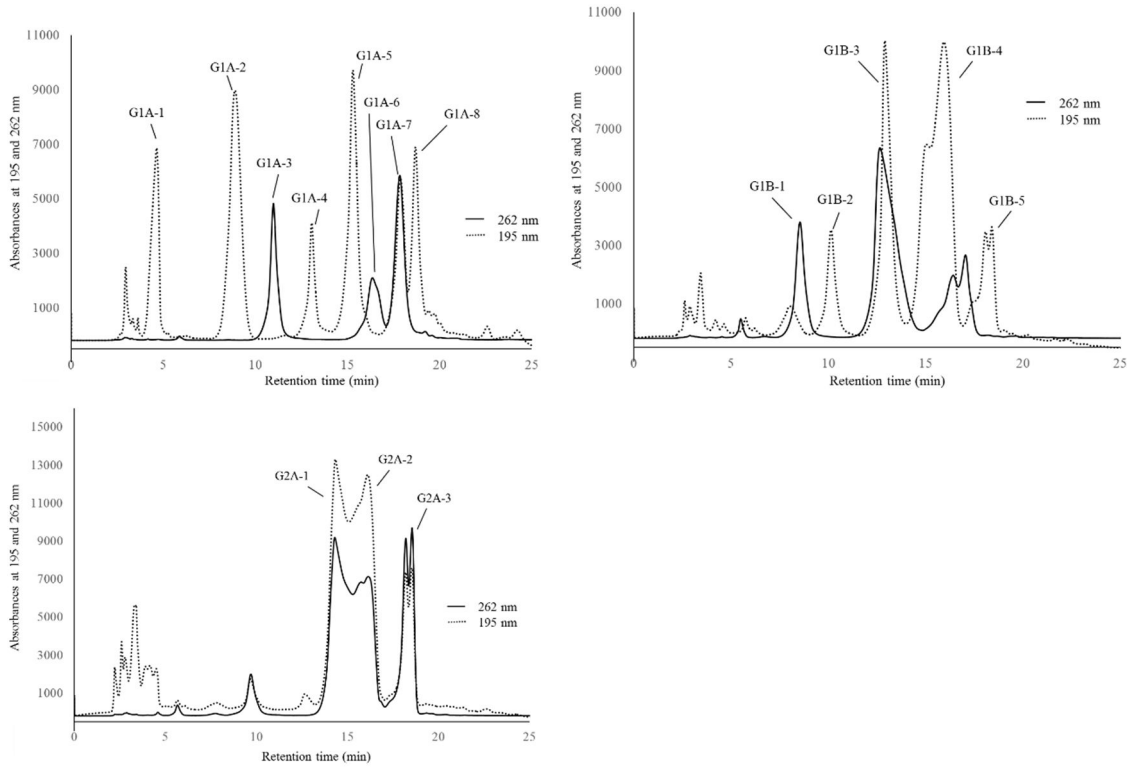 11000
9000
7000
5000
3000
1000
0
5
10
15
20
25
Absorbances at 195 and 262 nm
Retention time (min)
G1A-1
G1A-2
G1A-3
G1A-4
G1A-5
G1A-6
G1A-7
G1A-8
262 nm
195 nm
11000
9000
7000
5000
3000
1000
0
5
10
15
20
25
Absorbances at 195 and 262 nm
Retention time (min)
G1B-1
G1B-2
G1B-3
G1B-4
G1B-5
262 nm
195 nm
15000
13000
11000
9000
7000
5000
3000
1000
0
5
10
15
20
25
Absorbances at 195 and 262 nm
Retention time (min)
G2A-1
G2A-2
G2A-3
262 nm
195 nm